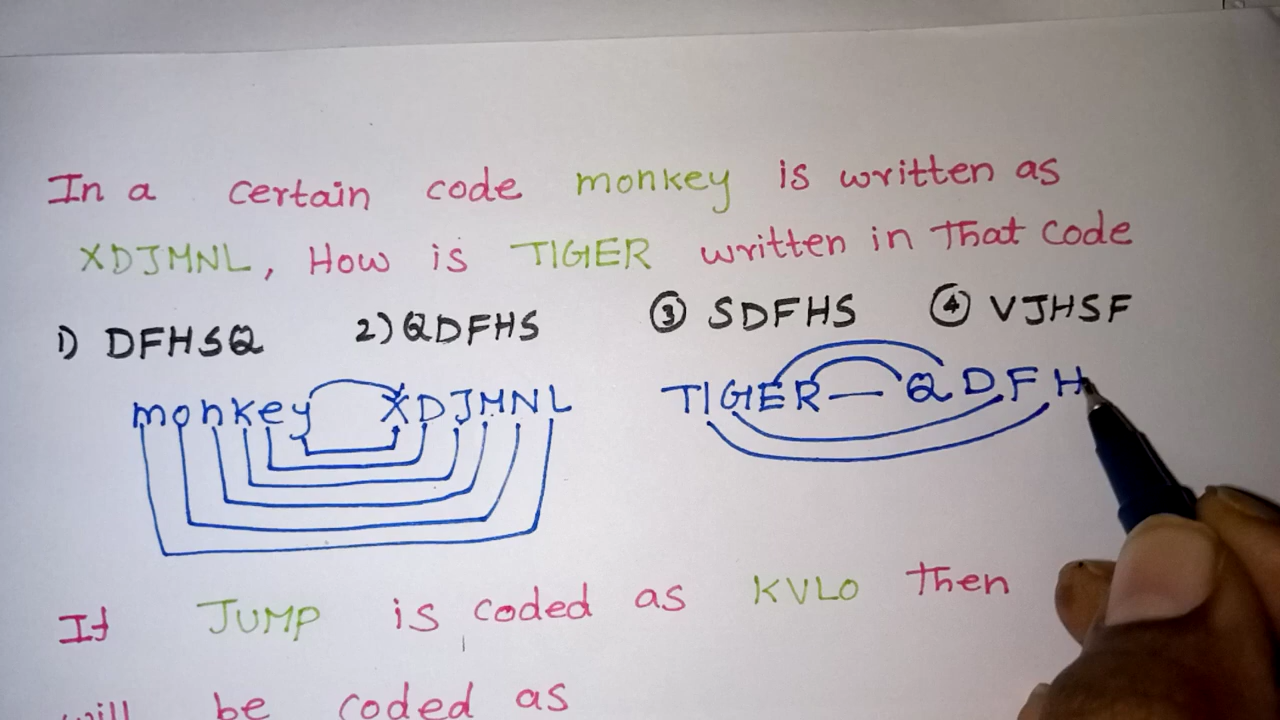 In a certain code monkey is written as
XDJMNL, How is TIGER written in That code
1) DFHSQ 2) QDFHS ③ SDFHS ④ VJHSF
monkey XDJMNL TIGER — QDFH
If JUMP is coded as KVLO Then
will be coded as